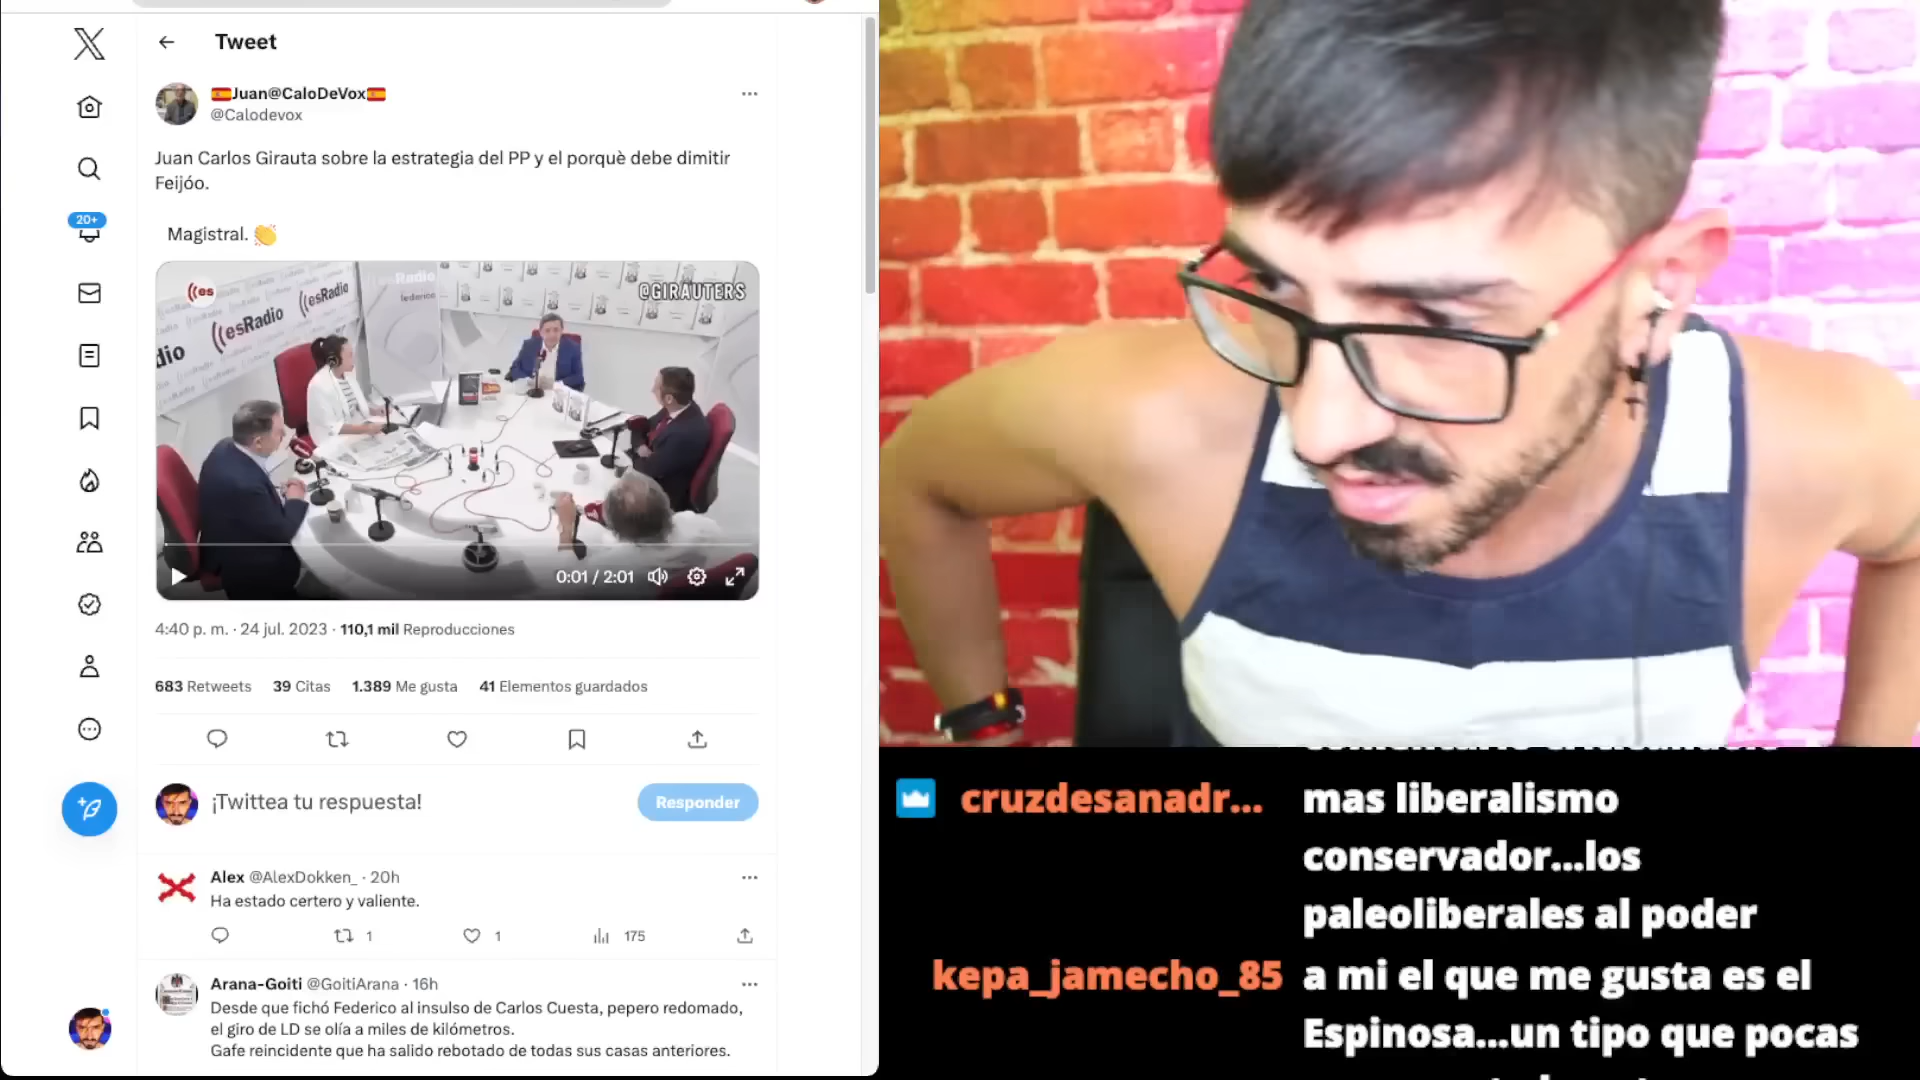 Tweet
Juan@CaloDeVox
@Calodevox
Juan Carlos Girauta sobre la estrategia del PP y el porquè debe dimitir
Feijóo.
Magistral.
@GIRAUTERS
((es
((esRadio
((esRadio
dio
Radio
federico
0:01 / 2:01
4:40 p. m. · 24 jul. 2023 · 110,1 mil Reproducciones
683 Retweets 39 Citas 1.389 Me gusta 41 Elementos guardados
¡Twittea tu respuesta!
Responder
Alex @AlexDokken_ · 20h
Ha estado certero y valiente.
1 1 175
Arana-Goiti @GoitiArana · 16h
Desde que fichó Federico al insulso de Carlos Cuesta, pepero redomado,
el giro de LD se olía a miles de kilómetros.
Gafe reincidente que ha salido rebotado de todas sus casas anteriores.
20+
cruzdesanadr... mas liberalismo
conservador...los
paleoliberales al poder
kepa_jamecho_85 a mi el que me gusta es el
Espinosa...un tipo que pocas